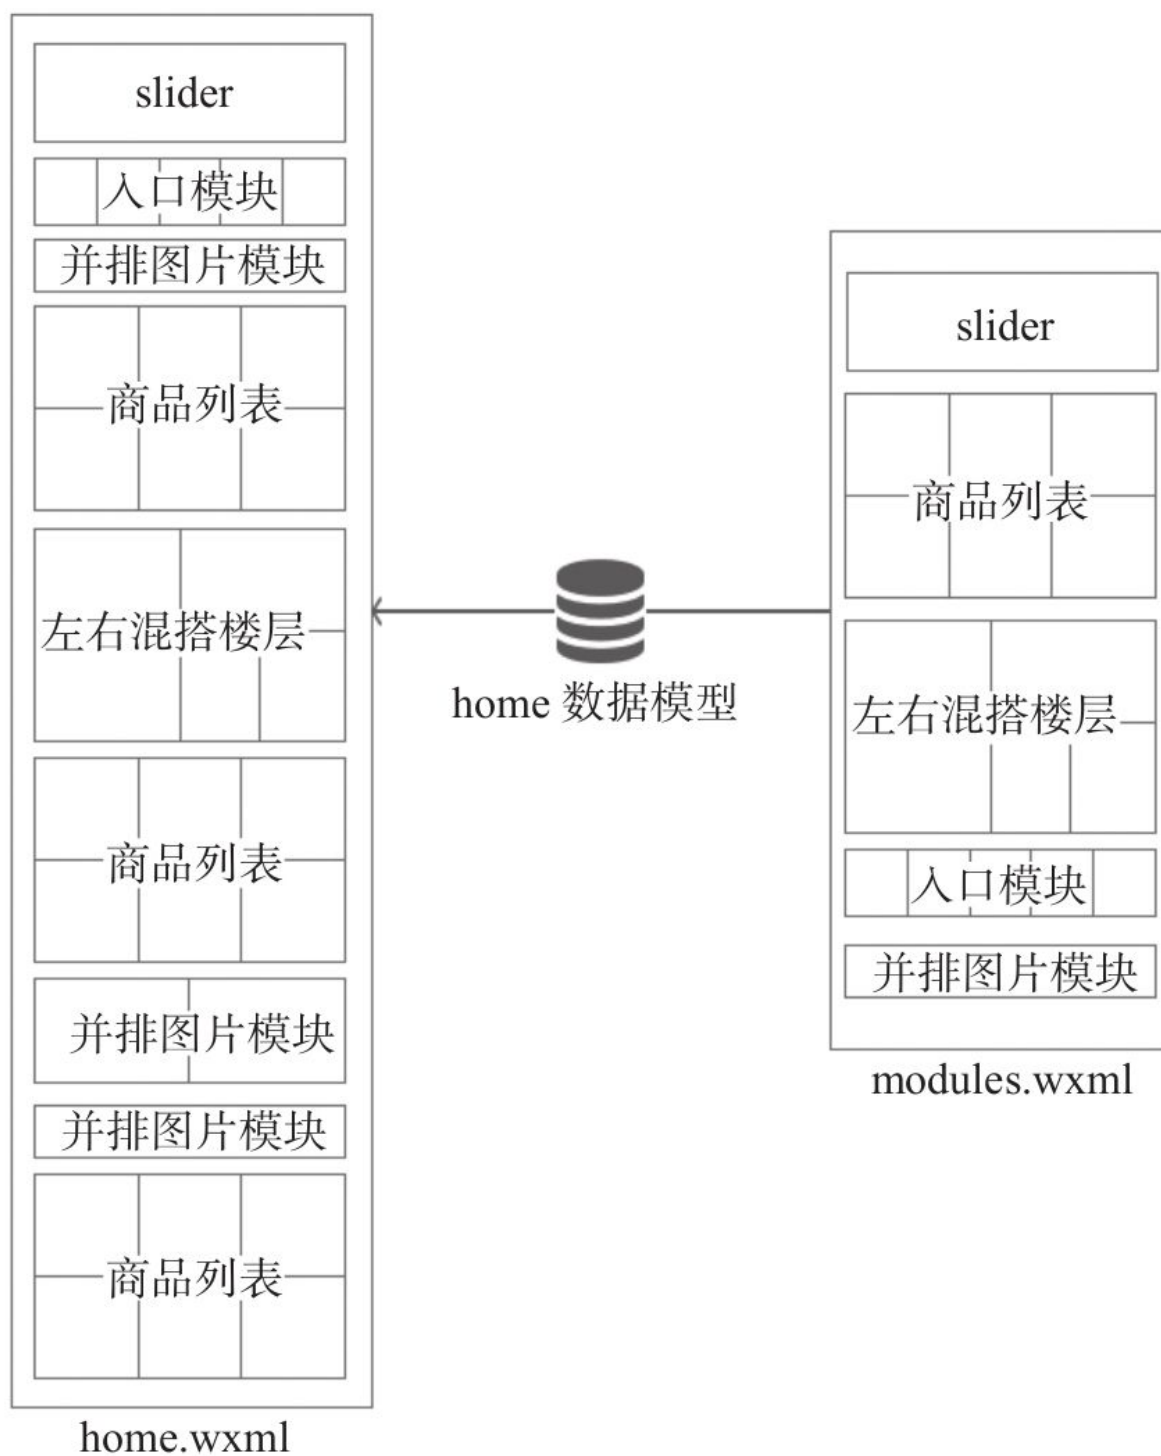 slider
入口模块
并排图片模块
商品列表
左右混搭楼层
商品列表
并排图片模块
并排图片模块
商品列表
home.wxml
home 数据模型
slider
商品列表
左右混搭楼层
入口模块
并排图片模块
modules.wxml